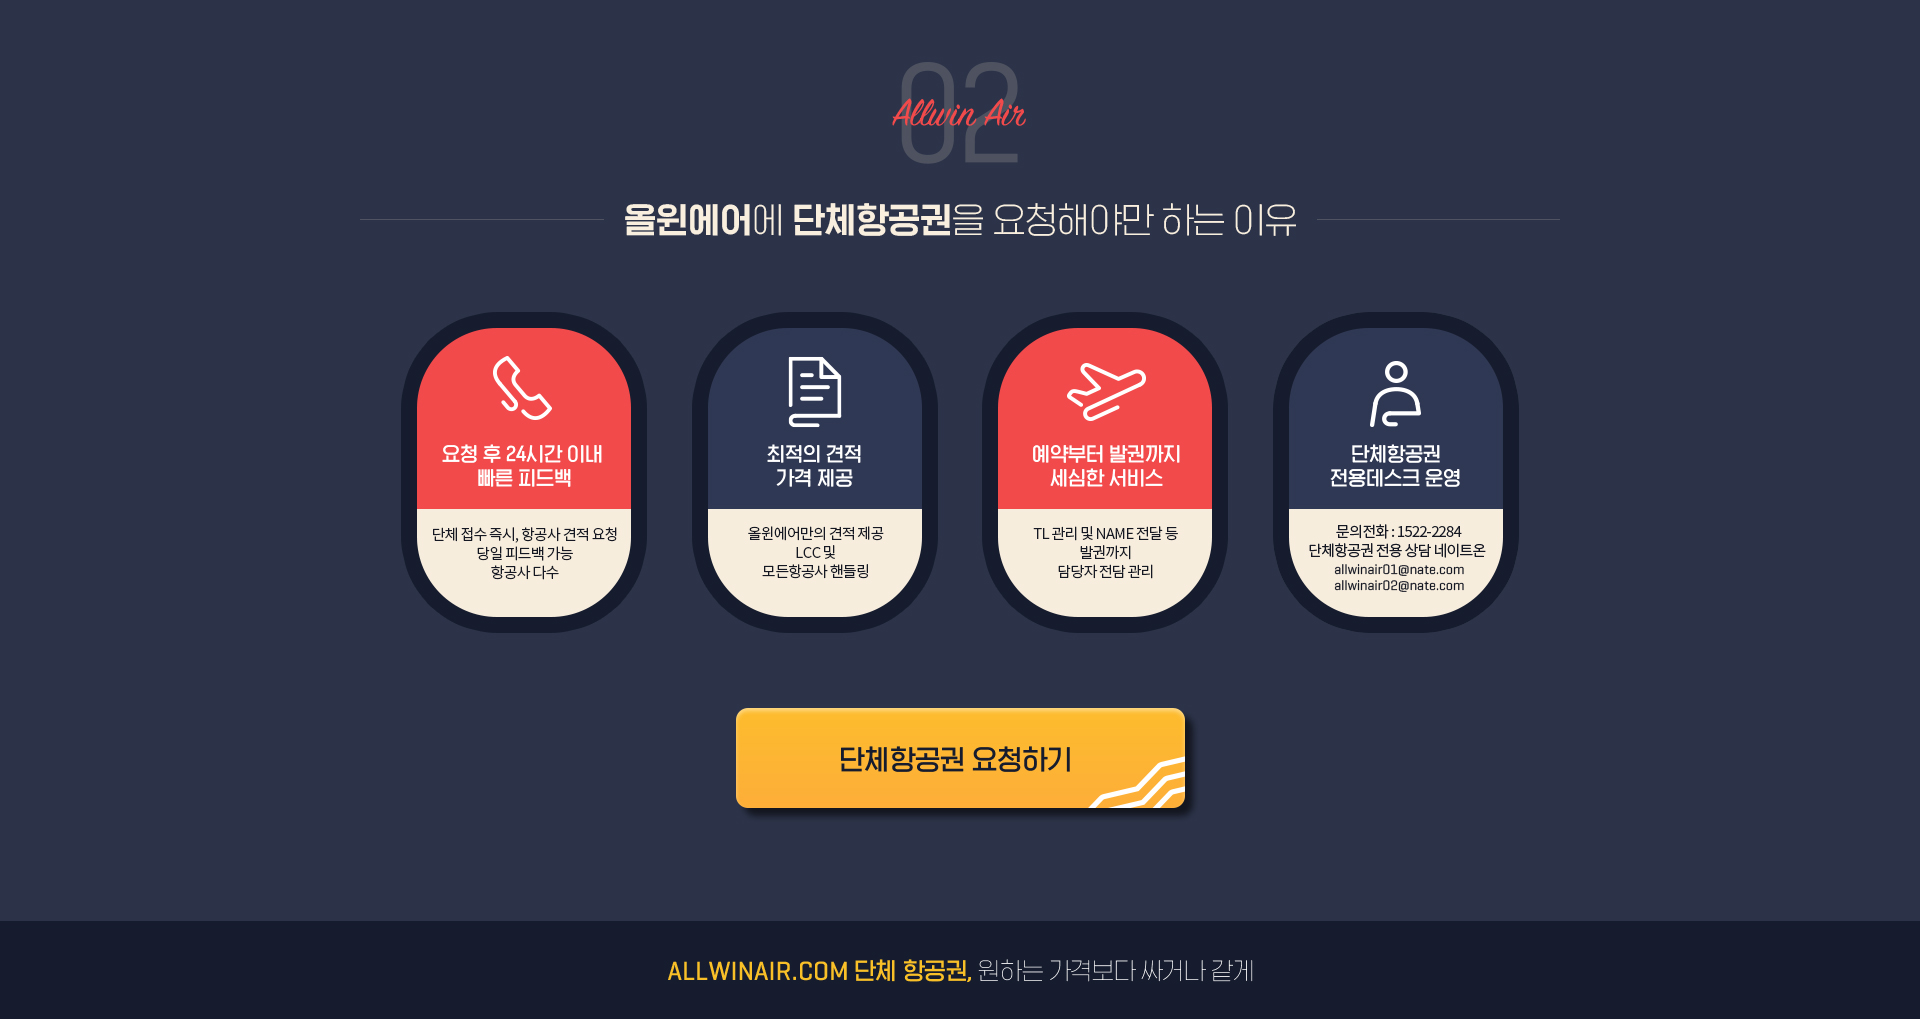 02
Allwin Air
올윈에어에 단체항공권을 요청해야만 하는 이유
요청 후 24시간 이내
빠른 피드백
단체 접수 즉시, 항공사 견적 요청
당일 피드백 가능
항공사 다수
최적의 견적
가격 제공
올윈에어만의 견적 제공
LCC 및
모든항공사 핸들링
예약부터 발권까지
세심한 서비스
TL 관리 및 NAME 전달 등
발권까지
담당자 전담 관리
단체항공권
전용데스크 운영
문의전화 : 1522-2284
단체항공권 전용 상담 네이트온
allwinair01@nate.com
allwinair02@nate.com
단체항공권 요청하기
ALLWINAIR.COM 단체 항공권, 원하는 가격보다 싸거나 같게